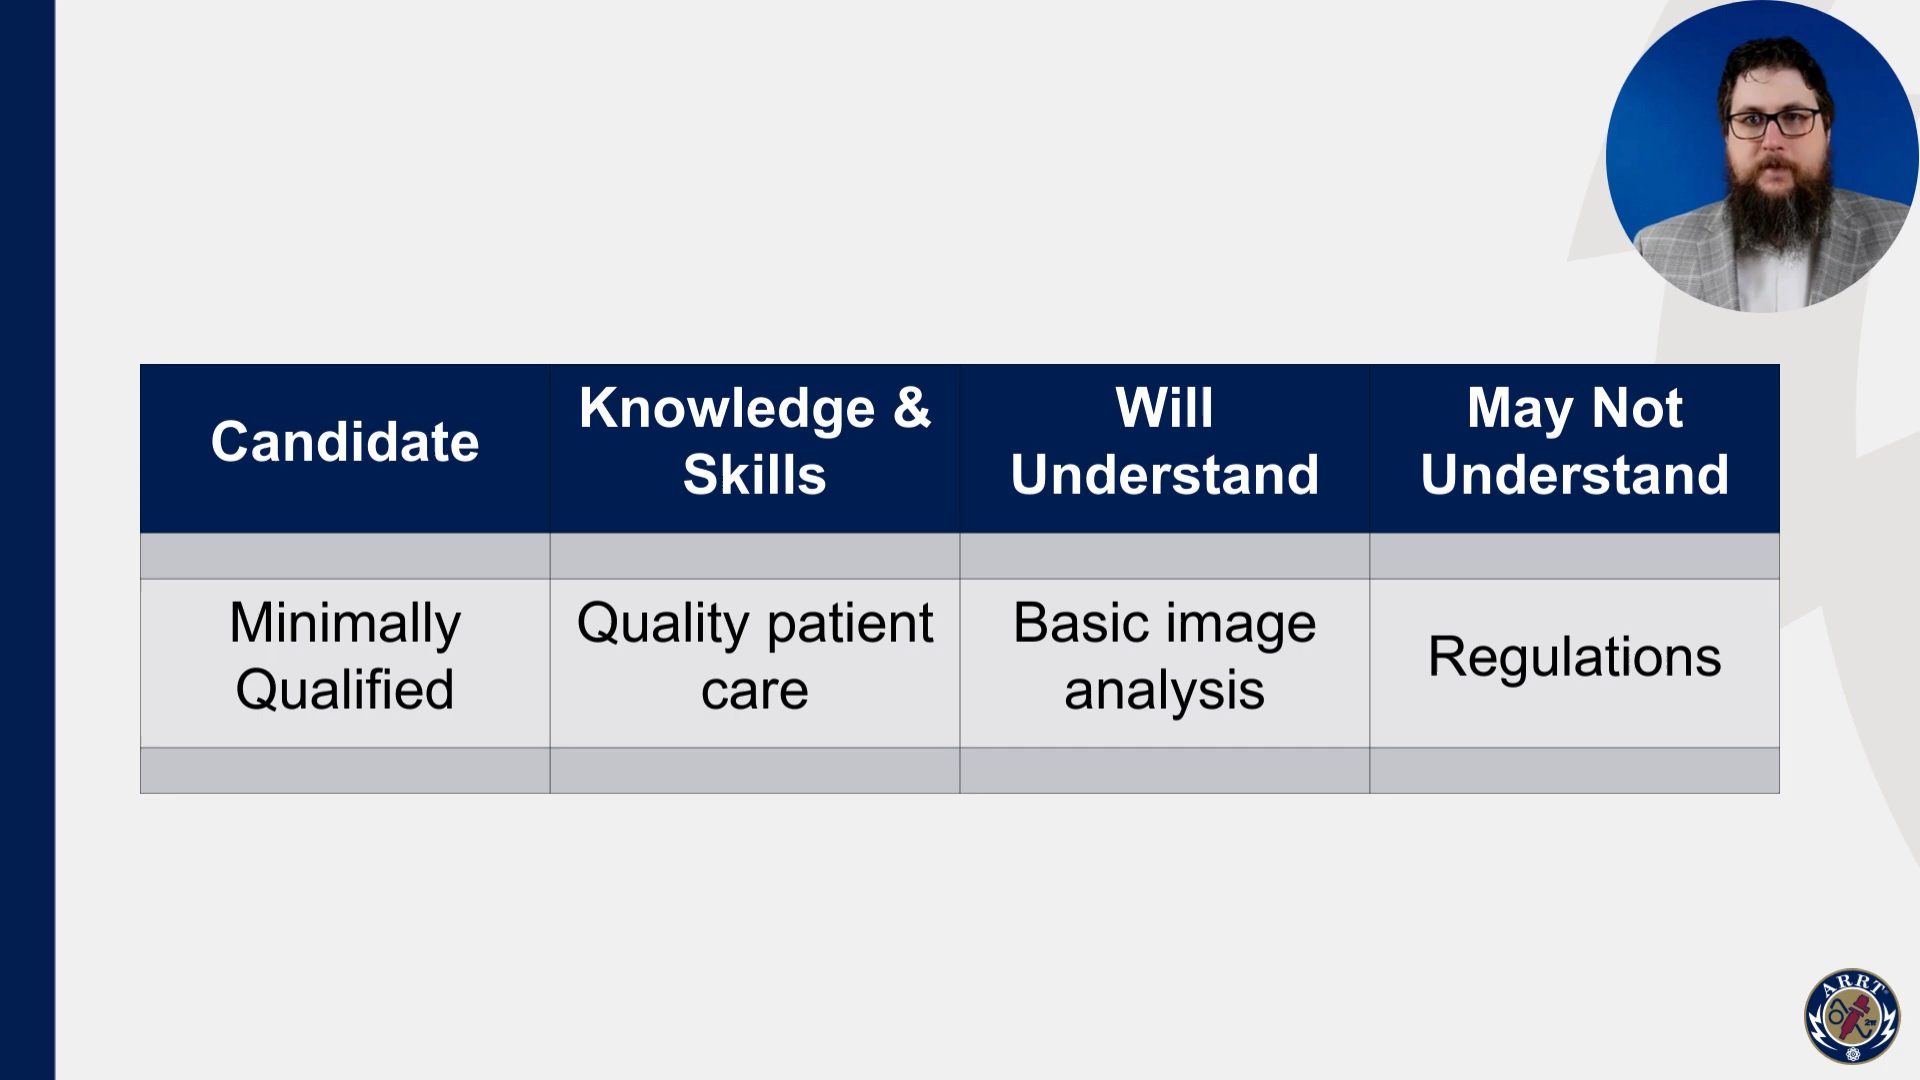 Candidate
Knowledge &
Skills
Will
Understand
May Not
Understand
Minimally
Qualified
Quality patient
care
Basic image
analysis
Regulations
ARRT